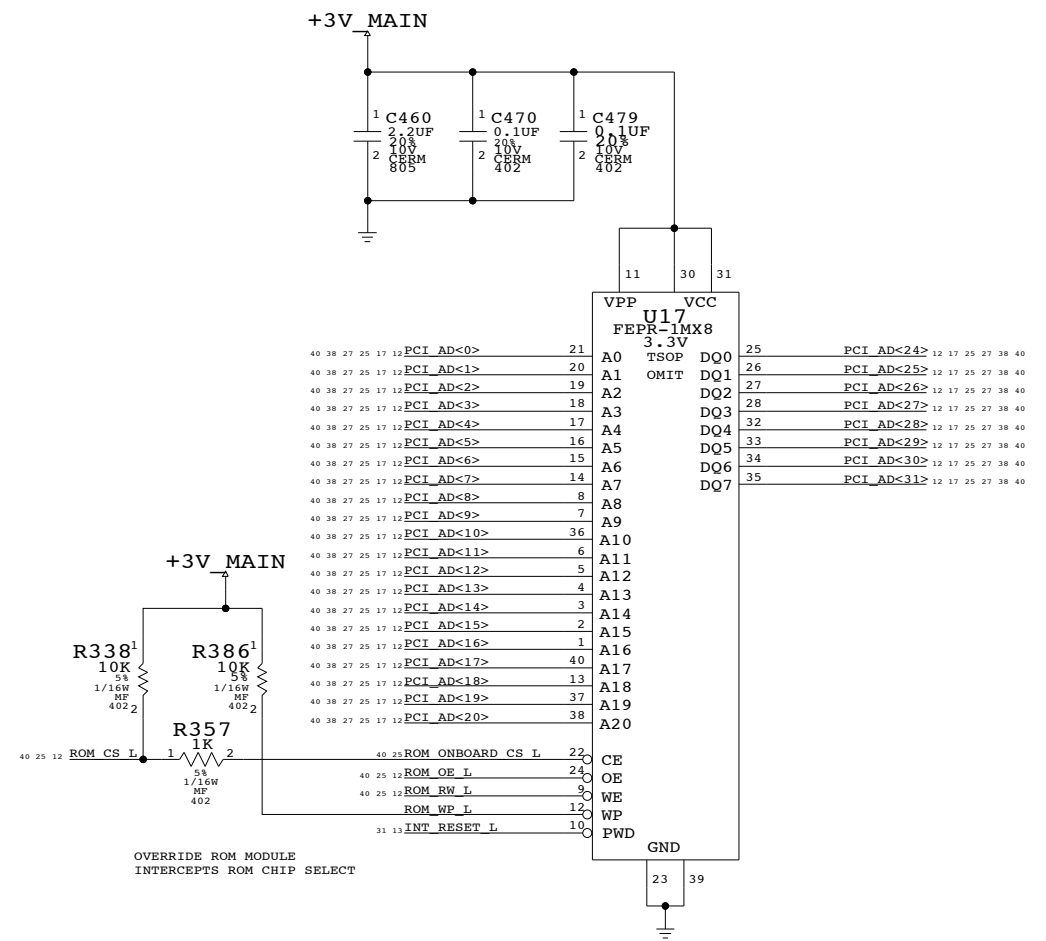 +3V_MAIN
1 C460
2.2UF
20%
10V
2 CERM
805
1 C470
0.1UF
20%
10V
2 CERM
402
1 C479
0.1UF
20%
10V
2 CERM
402
11 30 31
VPP VCC
U17
FEPR-1MX8
3.3V
TSOP
OMIT
40 38 27 25 17 12 PCI_AD<0> 21 A0 DQ0 25 PCI_AD<24> 12 17 25 27 38 40
40 38 27 25 17 12 PCI_AD<1> 20 A1 DQ1 26 PCI_AD<25> 12 17 25 27 38 40
40 38 27 25 17 12 PCI_AD<2> 19 A2 DQ2 27 PCI_AD<26> 12 17 25 27 38 40
40 38 27 25 17 12 PCI_AD<3> 18 A3 DQ3 28 PCI_AD<27> 12 17 25 27 38 40
40 38 27 25 17 12 PCI_AD<4> 17 A4 DQ4 32 PCI_AD<28> 12 17 25 27 38 40
40 38 27 25 17 12 PCI_AD<5> 16 A5 DQ5 33 PCI_AD<29> 12 17 25 27 38 40
40 38 27 25 17 12 PCI_AD<6> 15 A6 DQ6 34 PCI_AD<30> 12 17 25 27 38 40
40 38 27 25 17 12 PCI_AD<7> 14 A7 DQ7 35 PCI_AD<31> 12 17 25 27 38 40
40 38 27 25 17 12 PCI_AD<8> 8 A8
40 38 27 25 17 12 PCI_AD<9> 7 A9
40 38 27 25 17 12 PCI_AD<10> 36 A10
40 38 27 25 17 12 PCI_AD<11> 6 A11
40 38 27 25 17 12 PCI_AD<12> 5 A12
40 38 27 25 17 12 PCI_AD<13> 4 A13
40 38 27 25 17 12 PCI_AD<14> 3 A14
40 38 27 25 17 12 PCI_AD<15> 2 A15
40 38 27 25 17 12 PCI_AD<16> 1 A16
40 38 27 25 17 12 PCI_AD<17> 40 A17
40 38 27 25 17 12 PCI_AD<18> 13 A18
40 38 27 25 17 12 PCI_AD<19> 37 A19
40 38 27 25 17 12 PCI_AD<20> 38 A20
+3V_MAIN
R338 1
10K
5%
1/16W
MF
402 2
R386 1
10K
5%
1/16W
MF
402 2
R357
1K
40 25 12 ROM_CS_L 1 2
5%
1/16W
MF
402
40 25 ROM_ONBOARD_CS_L 22 CE
40 25 12 ROM_OE_L 24 OE
40 25 12 ROM_RW_L 9 WE
ROM_WP_L 12 WP
31 13 INT_RESET_L 10 PWD
GND
23 39
OVERRIDE ROM MODULE
INTERCEPTS ROM CHIP SELECT